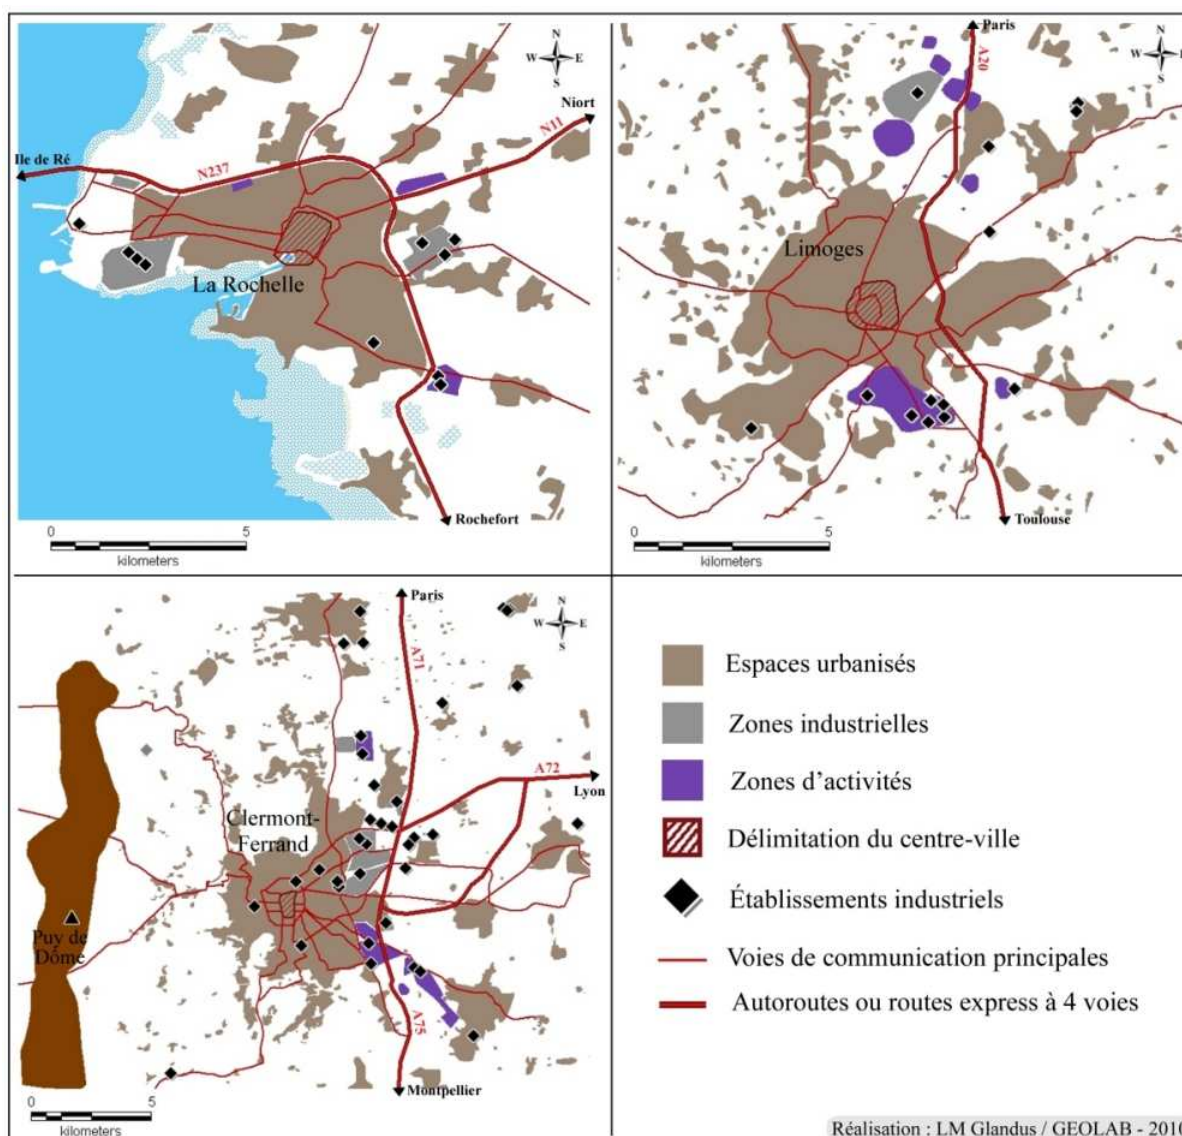 N
W E
S
Niort
N11
Ile de Ré
N237
La Rochelle
Rochefort
0 5
kilometers
Paris
A20
N
W E
S
Limoges
Toulouse
0 5
kilometers
Paris
N
W E
S
A71
A72
Lyon
Clermont-
Ferrand
Puy de
Dôme
A75
Montpellier
0 5
kilometers
Espaces urbanisés
Zones industrielles
Zones d’activités
Délimitation du centre-ville
Établissements industriels
Voies de communication principales
Autoroutes ou routes express à 4 voies
Réalisation : LM Glandus / GEOLAB - 2010